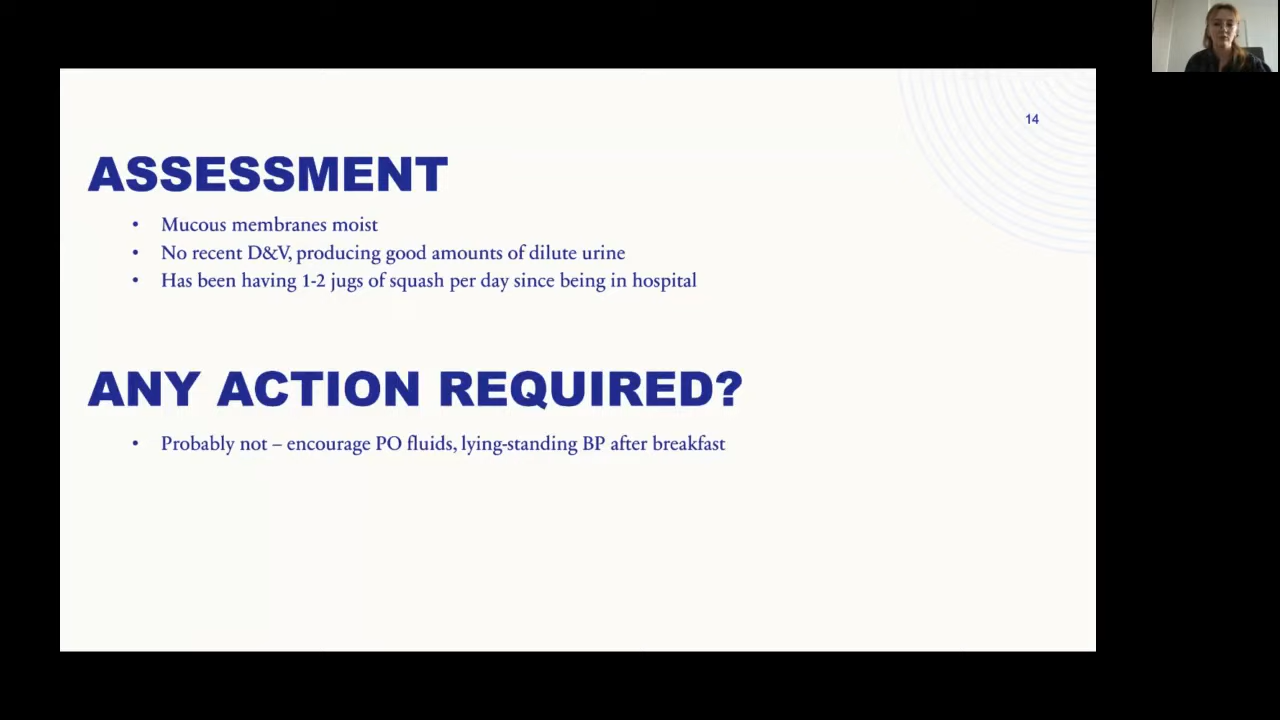 14
ASSESSMENT
• Mucous membranes moist
• No recent D&V, producing good amounts of dilute urine
• Has been having 1-2 jugs of squash per day since being in hospital
ANY ACTION REQUIRED?
• Probably not – encourage PO fluids, lying-standing BP after breakfast